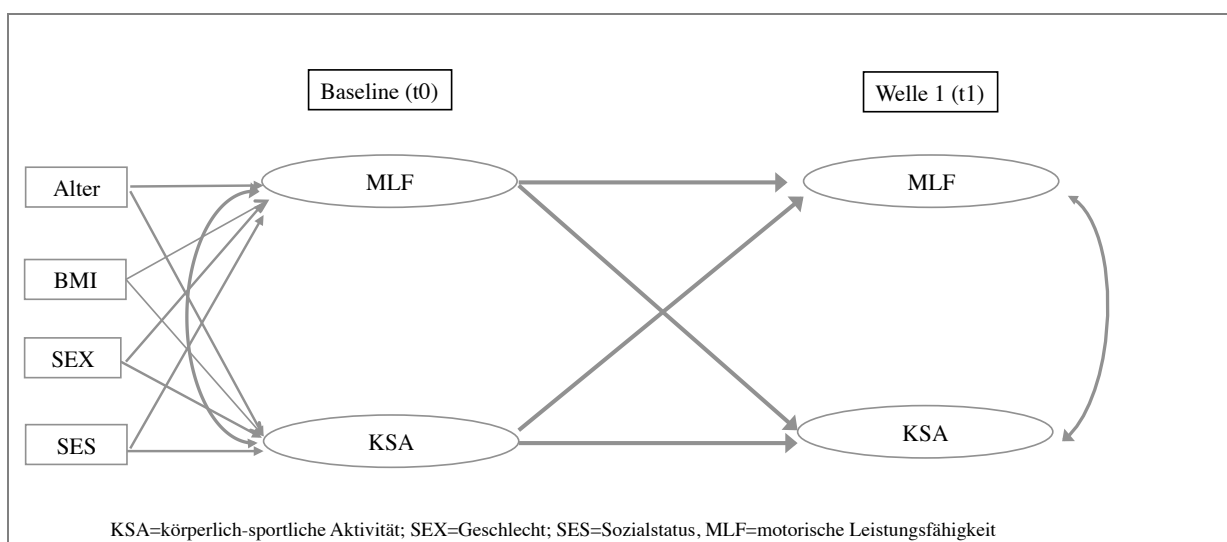 Baseline (t0)
Welle 1 (t1)
Alter
MLF
MLF
BMI
SEX
SES
KSA
KSA
KSA=körperlich-sportliche Aktivität; SEX=Geschlecht; SES=Sozialstatus, MLF=motorische Leistungsfähigkeit